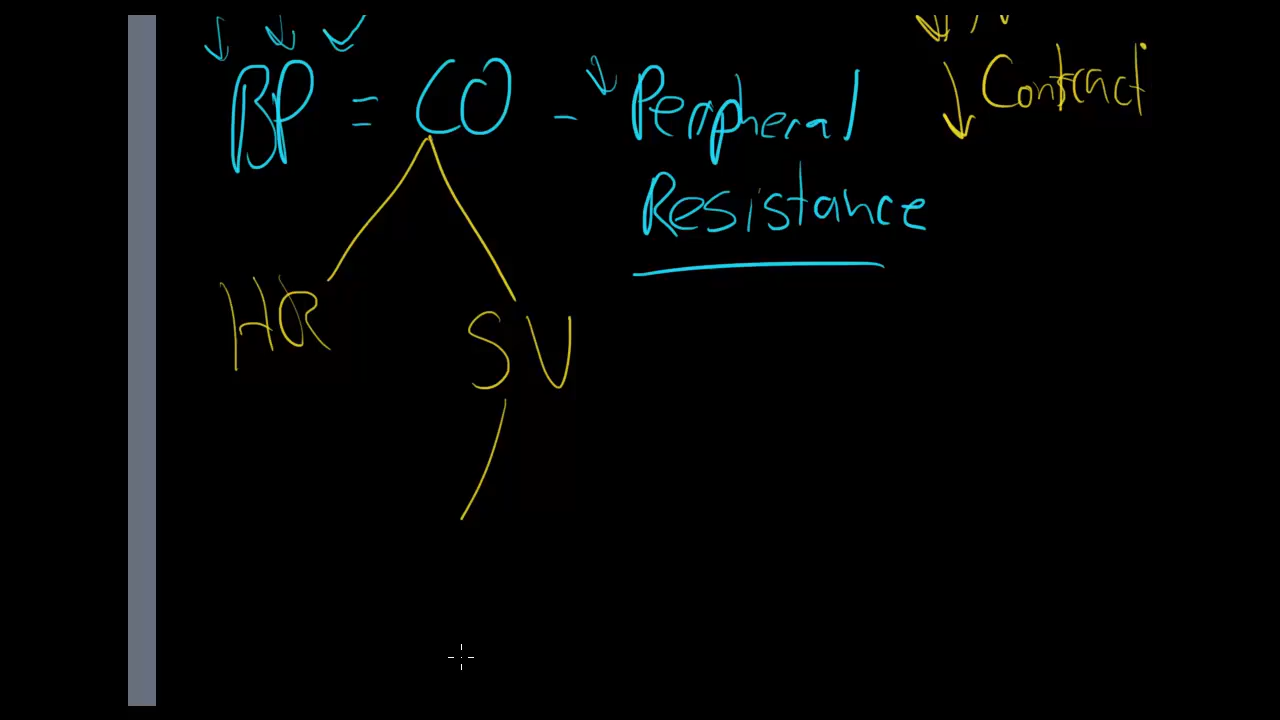 ↓ ↓ ↓
BP = CO - ↓ Peripheral
Resistance
↓ Contract
HR
SV